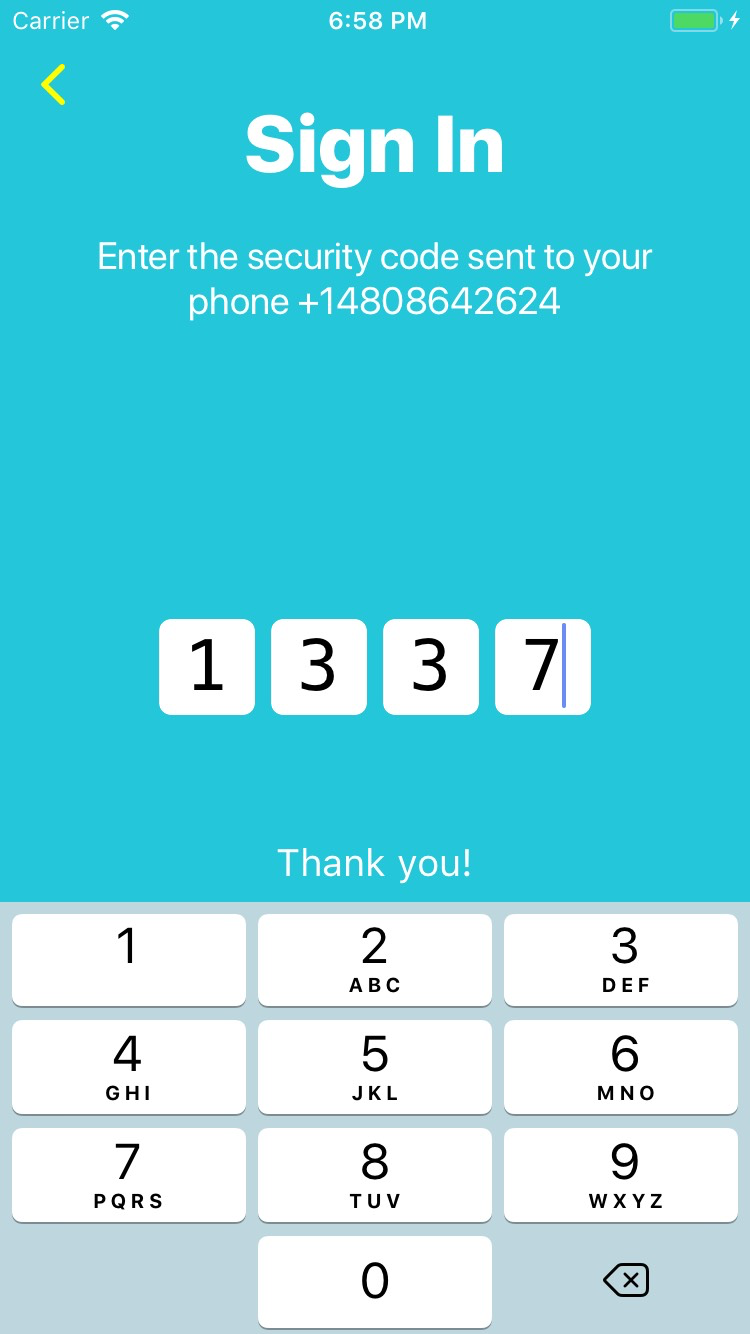 Carrier 6:58 PM
Sign In
Enter the security code sent to your
phone +14808642624
1 3 3 7
Thank you!
1 2 3
ABC DEF
4 5 6
GHI JKL MNO
7 8 9
PQRS TUV WXYZ
0